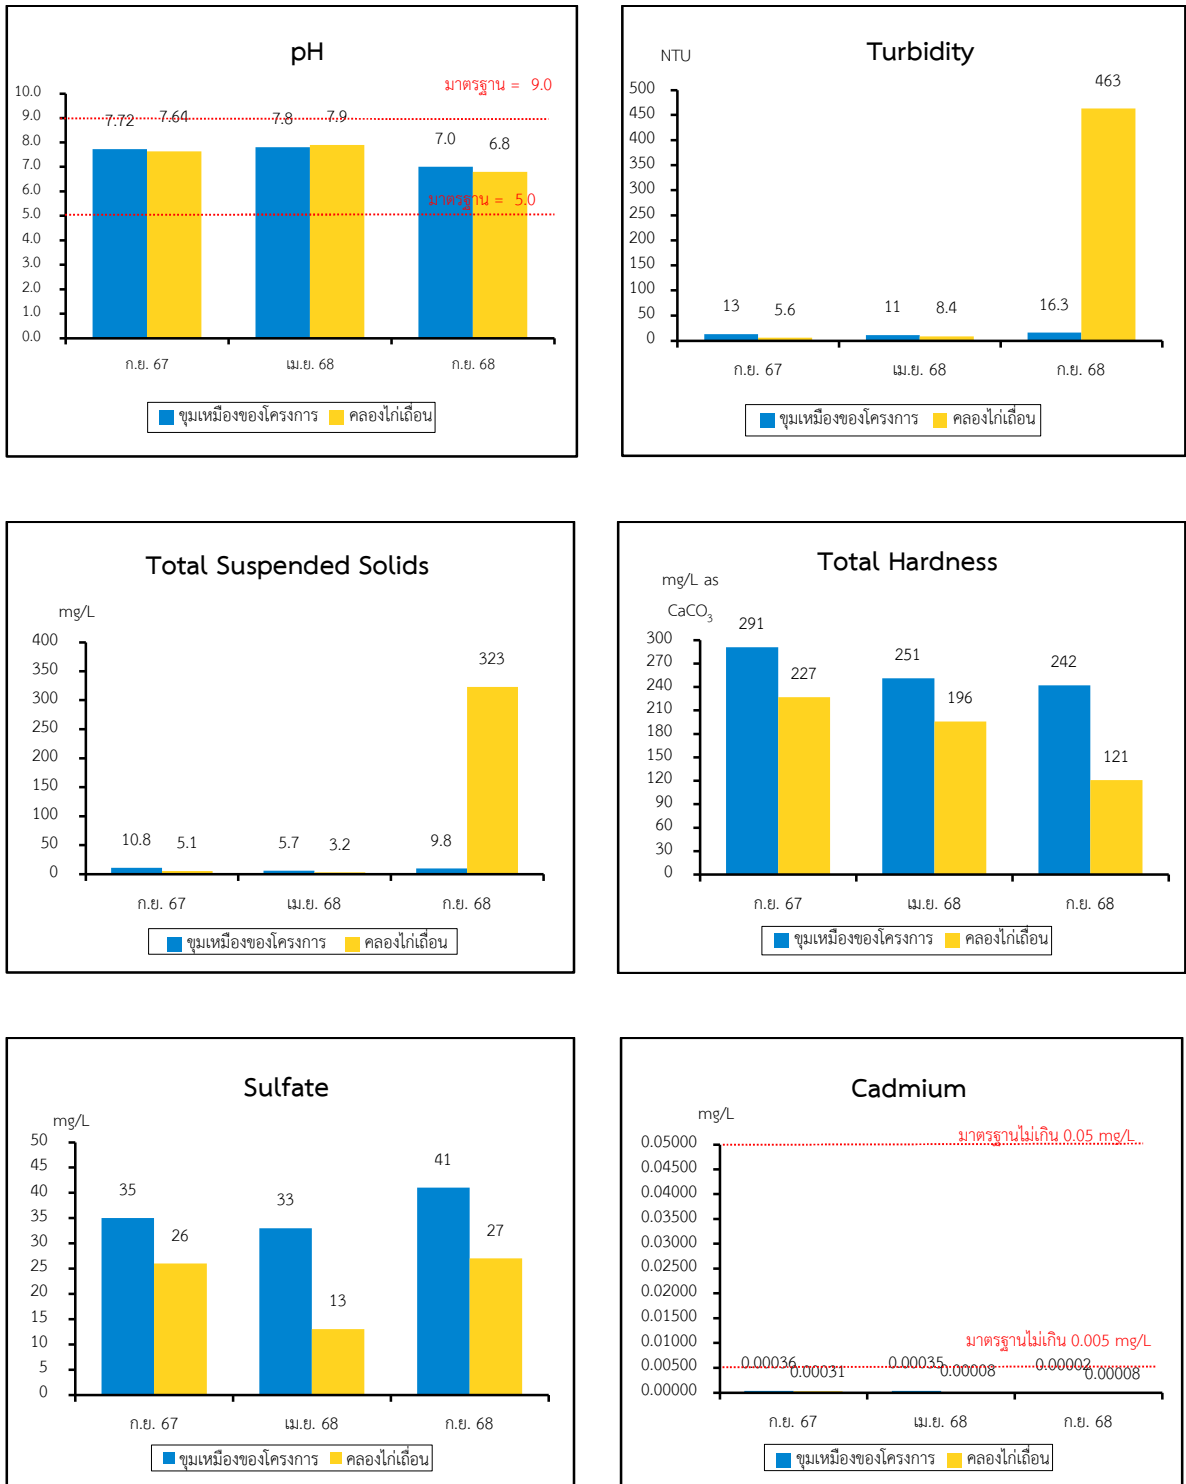 pH
มาตรฐาน = 9.0
10.0
9.0
8.0
7.0
6.0
5.0
4.0
3.0
2.0
1.0
0.0
7.72 7.64 7.8 7.9 7.0 6.8
มาตรฐาน = 5.0
ก.ย. 67 เม.ย. 68 ก.ย. 68
ขุมเหมืองของโครงการ คลองไก่เถื่อน
Turbidity
NTU
500
450
400
350
300
250
200
150
100
50
0
13 5.6 11 8.4 16.3 463
ก.ย. 67 เม.ย. 68 ก.ย. 68
ขุมเหมืองของโครงการ คลองไก่เถื่อน
Total Suspended Solids
mg/L
400
350
300
250
200
150
100
50
0
10.8 5.1 5.7 3.2 9.8 323
ก.ย. 67 เม.ย. 68 ก.ย. 68
ขุมเหมืองของโครงการ คลองไก่เถื่อน
Total Hardness
mg/L as
CaCO₃
300
270
240
210
180
150
120
90
60
30
0
291 227 251 196 242 121
ก.ย. 67 เม.ย. 68 ก.ย. 68
ขุมเหมืองของโครงการ คลองไก่เถื่อน
Sulfate
mg/L
50
45
40
35
30
25
20
15
10
5
0
35 26 33 13 41 27
ก.ย. 67 เม.ย. 68 ก.ย. 68
ขุมเหมืองของโครงการ คลองไก่เถื่อน
Cadmium
mg/L
มาตรฐานไม่เกิน 0.05 mg/L
0.05000
0.04500
0.04000
0.03500
0.03000
0.02500
0.02000
0.01500
0.01000
0.00500
0.00000
มาตรฐานไม่เกิน 0.005 mg/L
0.00036 0.00031 0.00035 0.00008 0.00002 0.00008
ก.ย. 67 เม.ย. 68 ก.ย. 68
ขุมเหมืองของโครงการ คลองไก่เถื่อน